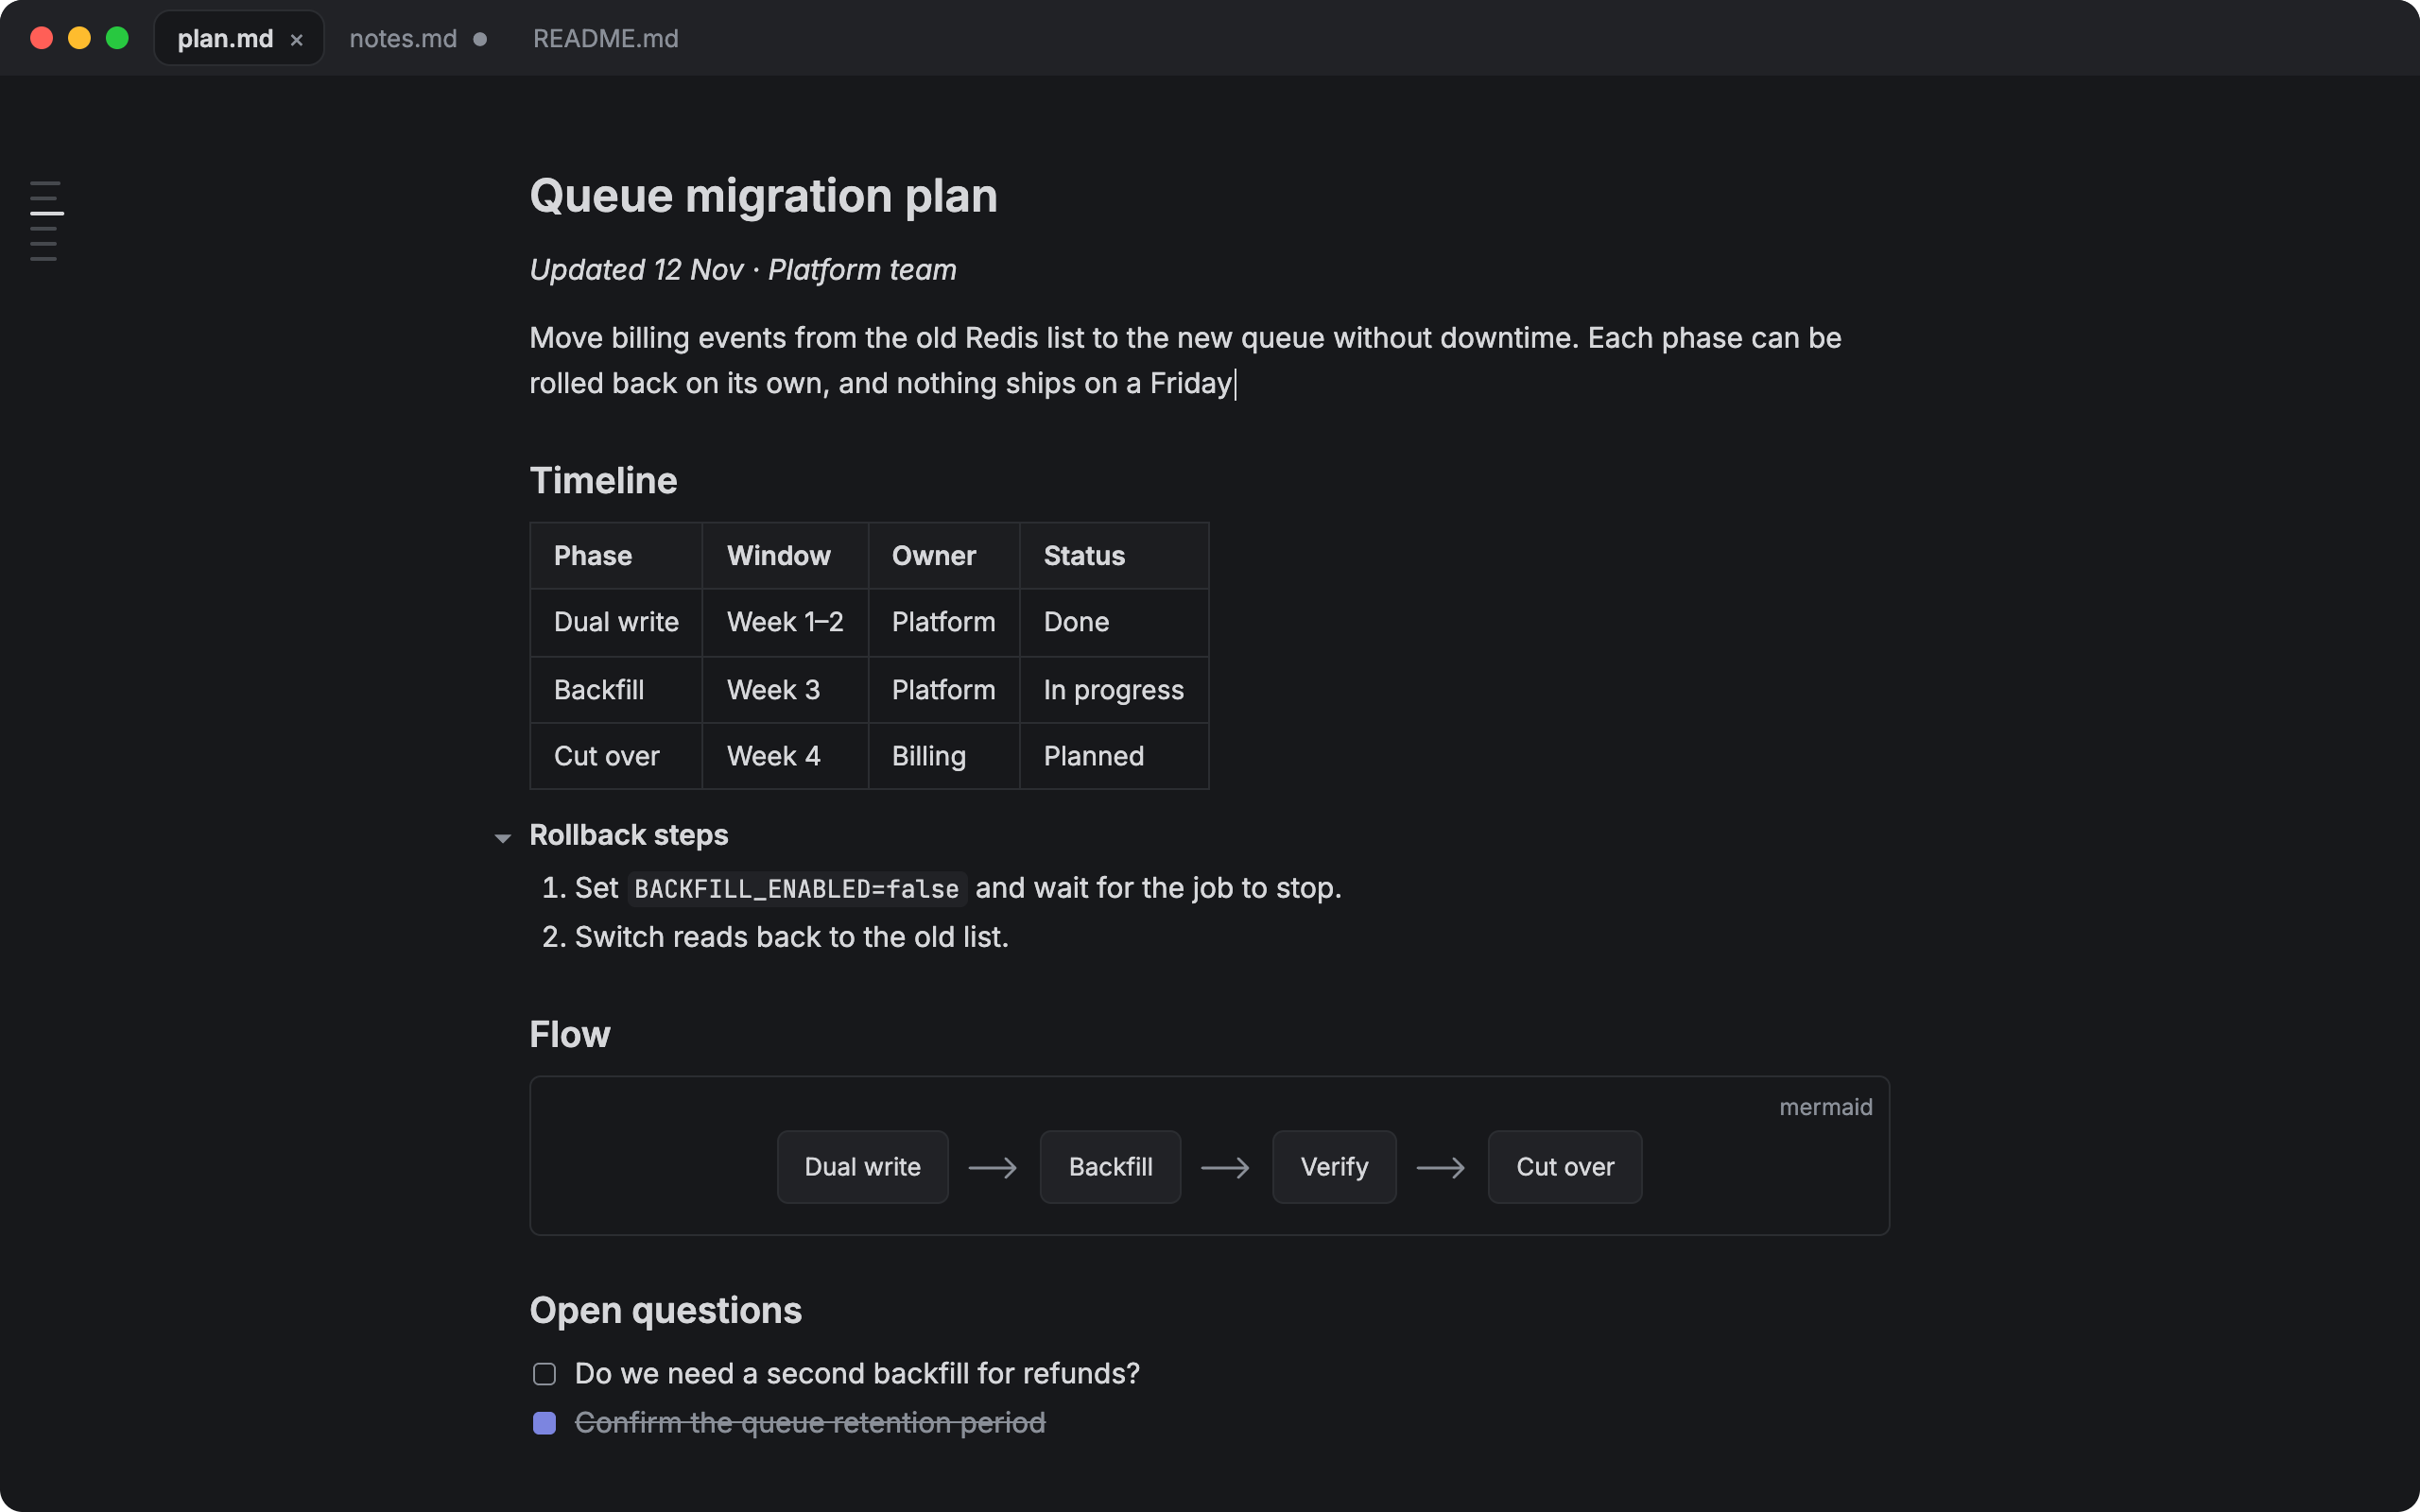 plan.md × notes.md README.md
Queue migration plan
Updated 12 Nov · Platform team
Move billing events from the old Redis list to the new queue without downtime. Each phase can be
rolled back on its own, and nothing ships on a Friday
Timeline
Phase Window Owner Status
Dual write Week 1–2 Platform Done
Backfill Week 3 Platform In progress
Cut over Week 4 Billing Planned
Rollback steps
1. Set BACKFILL_ENABLED=false and wait for the job to stop.
2. Switch reads back to the old list.
Flow
mermaid
Dual write Backfill Verify Cut over
Open questions
Do we need a second backfill for refunds?
Confirm the queue retention period